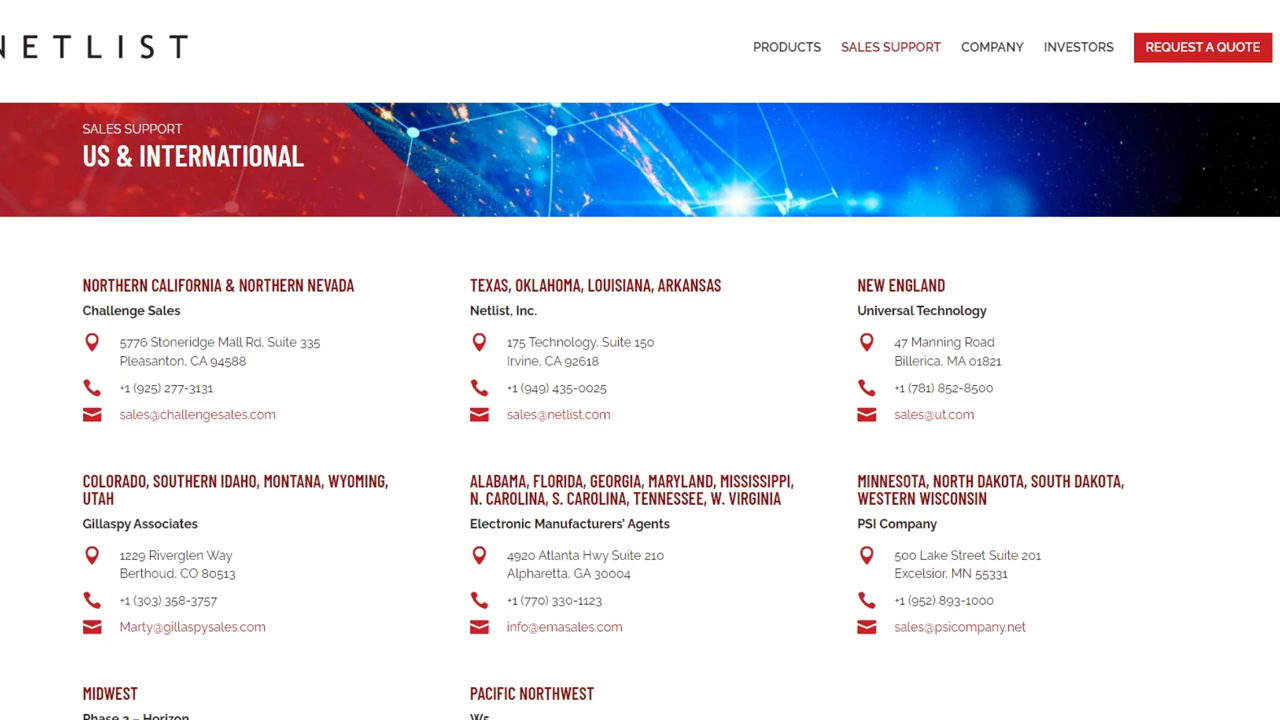 NETLIST
PRODUCTS SALES SUPPORT COMPANY INVESTORS REQUEST A QUOTE
SALES SUPPORT
US & INTERNATIONAL
NORTHERN CALIFORNIA & NORTHERN NEVADA
Challenge Sales
5776 Stoneridge Mall Rd, Suite 335
Pleasanton, CA 94588
+1 (925) 277-3131
sales@challengesales.com
TEXAS, OKLAHOMA, LOUISIANA, ARKANSAS
Netlist, Inc.
175 Technology, Suite 150
Irvine, CA 92618
+1 (949) 435-0025
sales@netlist.com
NEW ENGLAND
Universal Technology
47 Manning Road
Billerica, MA 01821
+1 (781) 852-8500
sales@ut.com
COLORADO, SOUTHERN IDAHO, MONTANA, WYOMING,
UTAH
Gillaspy Associates
1229 Riverglen Way
Berthoud, CO 80513
+1 (303) 358-3757
Marty@gillaspysales.com
ALABAMA, FLORIDA, GEORGIA, MARYLAND, MISSISSIPPI,
N. CAROLINA, S. CAROLINA, TENNESSEE, W. VIRGINIA
Electronic Manufacturers' Agents
4920 Atlanta Hwy Suite 210
Alpharetta, GA 30004
+1 (770) 330-1123
info@emasales.com
MINNESOTA, NORTH DAKOTA, SOUTH DAKOTA,
WESTERN WISCONSIN
PSI Company
500 Lake Street Suite 201
Excelsior, MN 55331
+1 (952) 893-1000
sales@psicompany.net
MIDWEST
Phase 2 – Horizon
PACIFIC NORTHWEST
W5